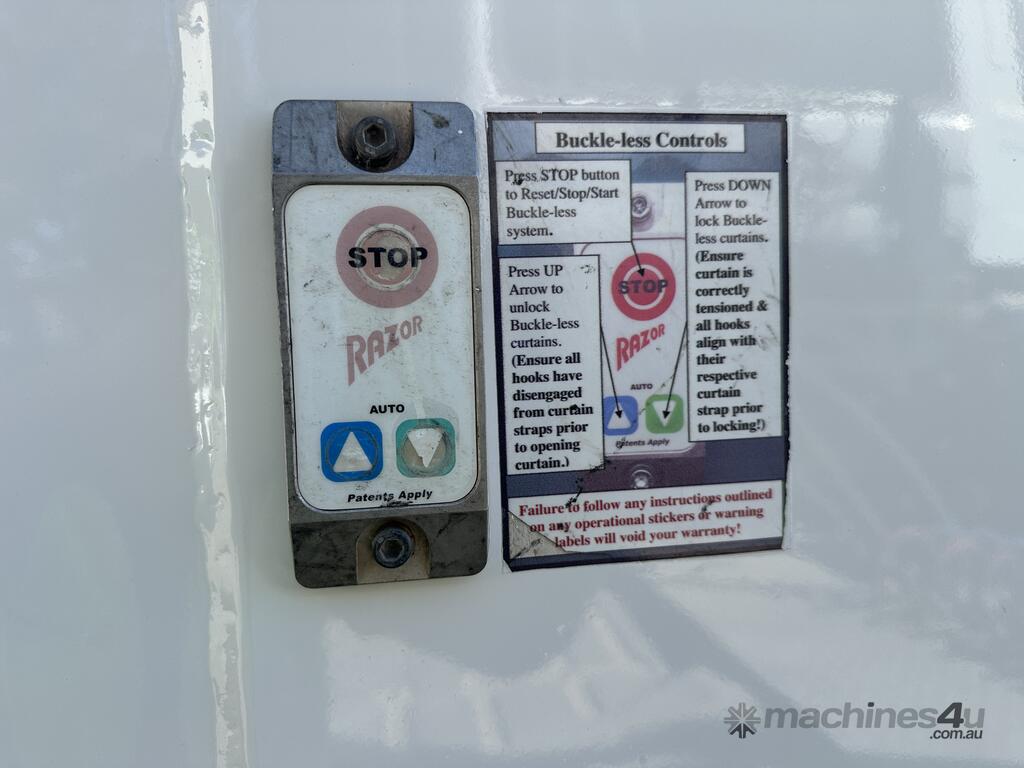 STOP
RAZOR
AUTO
Patents Apply
Buckle-less Controls
Press STOP button
to Reset/Stop/Start
Buckle-less
system.
Press UP
Arrow to
unlock
Buckle-less
curtains.
(Ensure all
hooks have
disengaged
from curtain
straps prior
to opening
curtain.)
STOP
RAZOR
AUTO
Patents Apply
Press DOWN
Arrow to
lock Buckle-
less curtains.
(Ensure
curtain is
correctly
tensioned &
all hooks
align with
their
respective
curtain
strap prior
to locking!)
Failure to follow any instructions outlined
on any operational stickers or warning
labels will void your warranty!
machines4u
.com.au